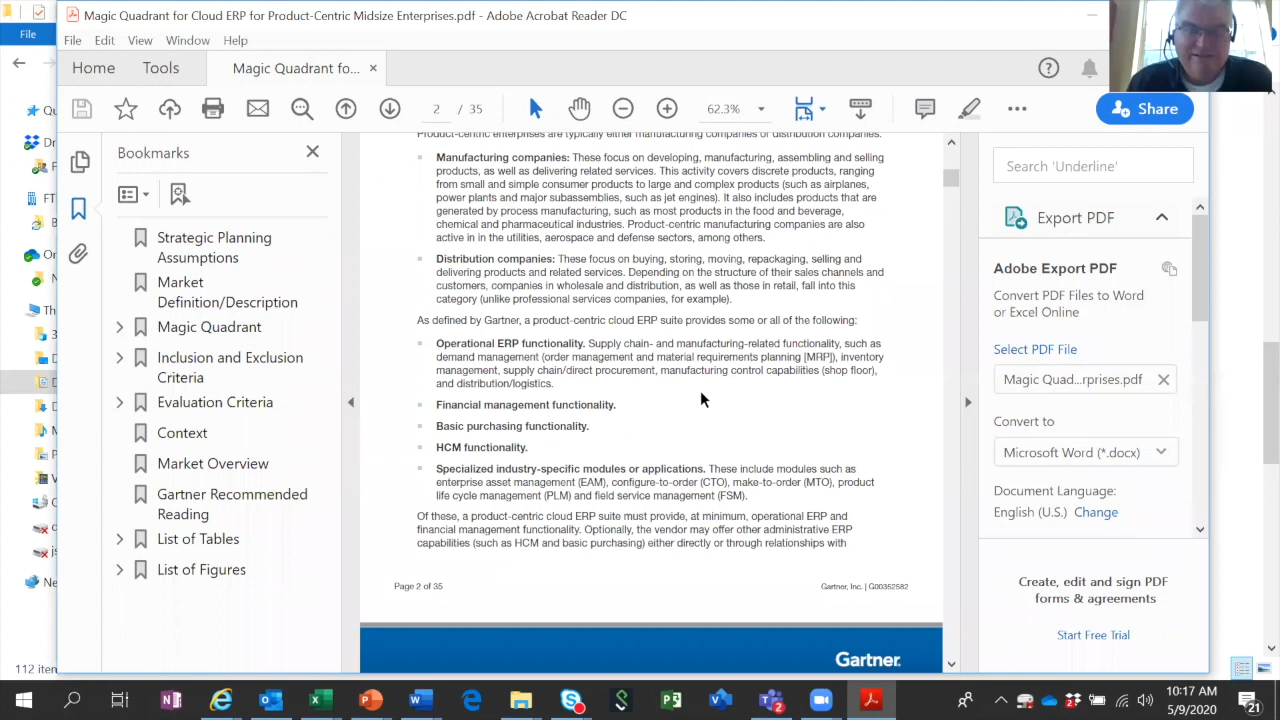 Magic Quadrant for Cloud ERP for Product-Centric Midsize Enterprises.pdf - Adobe Acrobat Reader DC
File
File Edit View Window Help
Home Tools Magic Quadrant fo... ×
2 / 35 62.3%
Share
Bookmarks
Strategic Planning
Assumptions
Market
Definition/Description
Magic Quadrant
Inclusion and Exclusion
Criteria
Evaluation Criteria
Context
Market Overview
Gartner Recommended
Reading
List of Tables
List of Figures
Product-centric enterprises are typically either manufacturing companies or distribution companies.
Manufacturing companies: These focus on developing, manufacturing, assembling and selling
products, as well as delivering related services. This activity covers discrete products, ranging
from small and simple consumer products to large and complex products (such as airplanes,
power plants and major subassemblies, such as jet engines). It also includes products that are
generated by process manufacturing, such as most products in the food and beverage,
chemical and pharmaceutical industries. Product-centric manufacturing companies are also
active in in the utilities, aerospace and defense sectors, among others.
Distribution companies: These focus on buying, storing, moving, repackaging, selling and
delivering products and related services. Depending on the structure of their sales channels and
customers, companies in wholesale and distribution, as well as those in retail, fall into this
category (unlike professional services companies, for example).
As defined by Gartner, a product-centric cloud ERP suite provides some or all of the following:
Operational ERP functionality. Supply chain- and manufacturing-related functionality, such as
demand management (order management and material requirements planning [MRP]), inventory
management, supply chain/direct procurement, manufacturing control capabilities (shop floor),
and distribution/logistics.
Financial management functionality.
Basic purchasing functionality.
HCM functionality.
Specialized industry-specific modules or applications. These include modules such as
enterprise asset management (EAM), configure-to-order (CTO), make-to-order (MTO), product
life cycle management (PLM) and field service management (FSM).
Of these, a product-centric cloud ERP suite must provide, at minimum, operational ERP and
financial management functionality. Optionally, the vendor may offer other administrative ERP
capabilities (such as HCM and basic purchasing) either directly or through relationships with
Page 2 of 35 Gartner, Inc. | G00352582
Gartner
Search 'Underline'
Export PDF
Adobe Export PDF
Convert PDF Files to Word
or Excel Online
Select PDF File
Magic Quad...rprises.pdf
Convert to
Microsoft Word (*.docx)
Document Language:
English (U.S.) Change
Create, edit and sign PDF
forms & agreements
Start Free Trial
10:17 AM
5/9/2020
21
2